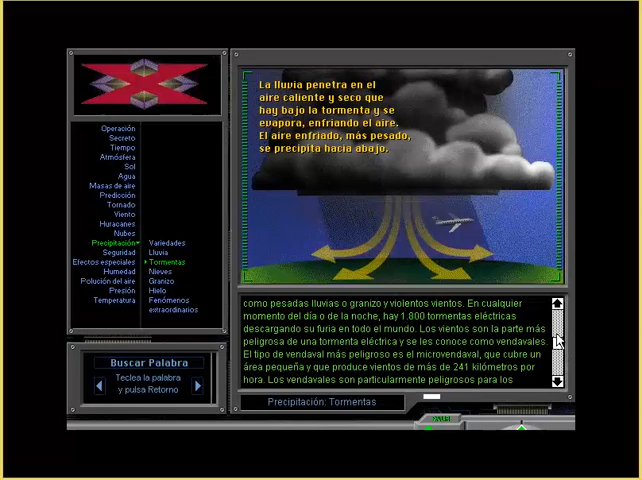 La lluvia penetra en el
aire caliente y seco que
hay bajo la tormenta y se
evapora, enfriando el aire.
El aire enfriado, más pesado,
se precipita hacia abajo.
Operación
Secreto
Tiempo
Atmósfera
Sol
Agua
Masas de aire
Predicción
Tornado
Viento
Huracanes
Nubes
Precipitación
Seguridad
Efectos especiales
Humedad
Polución del aire
Presión
Temperatura
Variedades
Lluvia
Tormentas
Nieves
Granizo
Hielo
Fenómenos
extraordinarios
como pesadas lluvias o granizo y violentos vientos. En cualquier
momento del día o de la noche, hay 1.800 tormentas eléctricas
descargando su furia en todo el mundo. Los vientos son la parte más
peligrosa de una tormenta eléctrica y se les conoce como vendavales.
El tipo de vendaval más peligroso es el microvendaval, que cubre un
área pequeña y que produce vientos de más de 241 kilómetros por
hora. Los vendavales son particularmente peligrosos para los
Buscar Palabra
Teclea la palabra
y pulsa Retorno
Precipitación: Tormentas